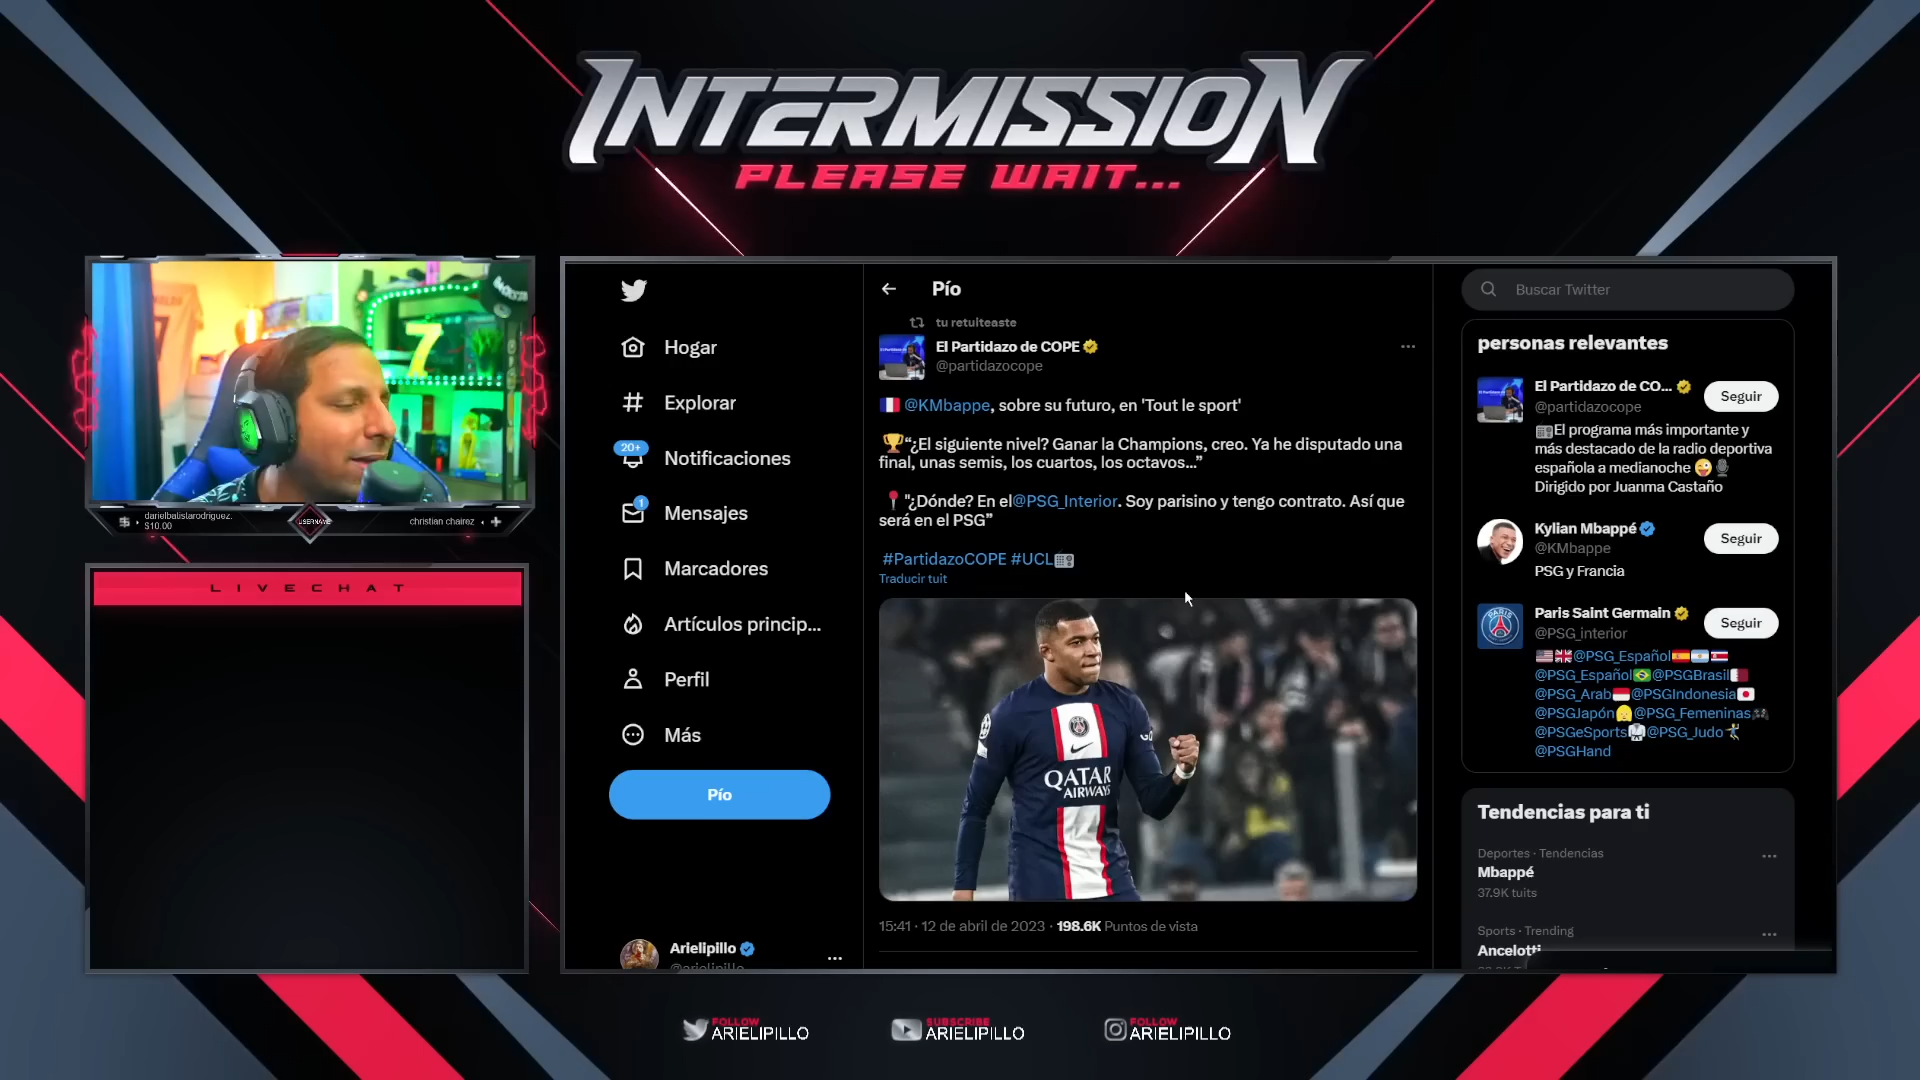 INTERMISSION
PLEASE WAIT...
7
darielbatistarodriguez.
$10.00
USERNAME
christian chairez
LIVECHAT
Hogar
Explorar
20+
Notificaciones
1
Mensajes
Marcadores
Artículos princip...
Perfil
Más
Pío
Arielipillo
@arielipillo
Pío
tu retuiteaste
El Partidazo de COPE
@partidazocope
@KMbappe, sobre su futuro, en 'Tout le sport'
🏆“¿El siguiente nivel? Ganar la Champions, creo. Ya he disputado una
final, unas semis, los cuartos, los octavos...”
📍"¿Dónde? En el@PSG_Interior. Soy parisino y tengo contrato. Así que
será en el PSG”
#PartidazoCOPE #UCL📻
Traducir tuit
QATAR
AIRWAYS
15:41 · 12 de abril de 2023 · 198.6K Puntos de vista
Buscar Twitter
personas relevantes
El Partidazo de CO...
@partidazocope
Seguir
📻El programa más importante y
más destacado de la radio deportiva
española a medianoche 😜🎙
Dirigido por Juanma Castaño
Kylian Mbappé
@KMbappe
Seguir
PSG y Francia
PARIS
Paris Saint Germain
@PSG_interior
Seguir
🇺🇸🇬🇧@PSG_Español🇪🇸🇦🇷🇨🇷
@PSG_Español🇧🇷@PSGBrasil🇶🇦
@PSG_Arab🇮🇩@PSGIndonesia🇯🇵
@PSGJapón👱‍♀️@PSG_Femeninas🎮
@PSGeSports🥋@PSG_Judo🤾
@PSGHand
Tendencias para ti
Deportes · Tendencias
Mbappé
37.9K tuits
Sports · Trending
Ancelotti
FOLLOW
ARIELIPILLO
SUBSCRIBE
ARIELIPILLO
FOLLOW
ARIELIPILLO